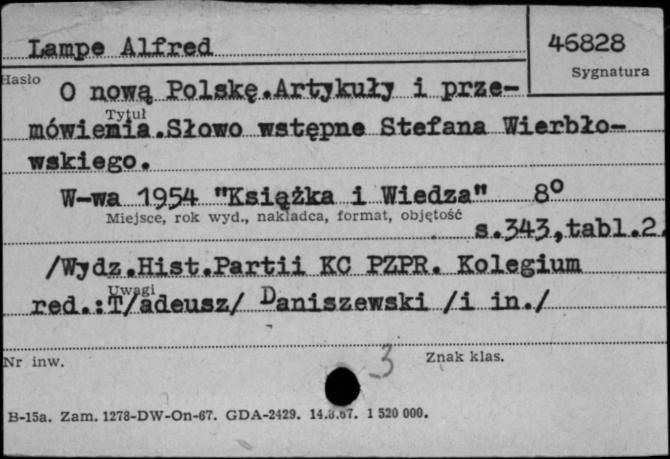 Lampe Alfred
46828
Hasło
Sygnatura
O nową Polskę.Artykuły i prze-
Tytuł
mówienia.Słowo wstępne Stefana Wierbło-
wskiego.
W-wa 1954 "Książka i Wiedza" 8°
Miejsce, rok wyd., nakładca, format, objętość
s.343,tabl.2.
/Wydz.Hist.Partii KC PZPR. Kolegium
Uwagi
red.:T/adeusz/ Daniszewski /i in./
Nr inw.
3
Znak klas.
B-15a. Zam. 1278-DW-On-67. GDA-2429. 14.8.67. 1 520 000.